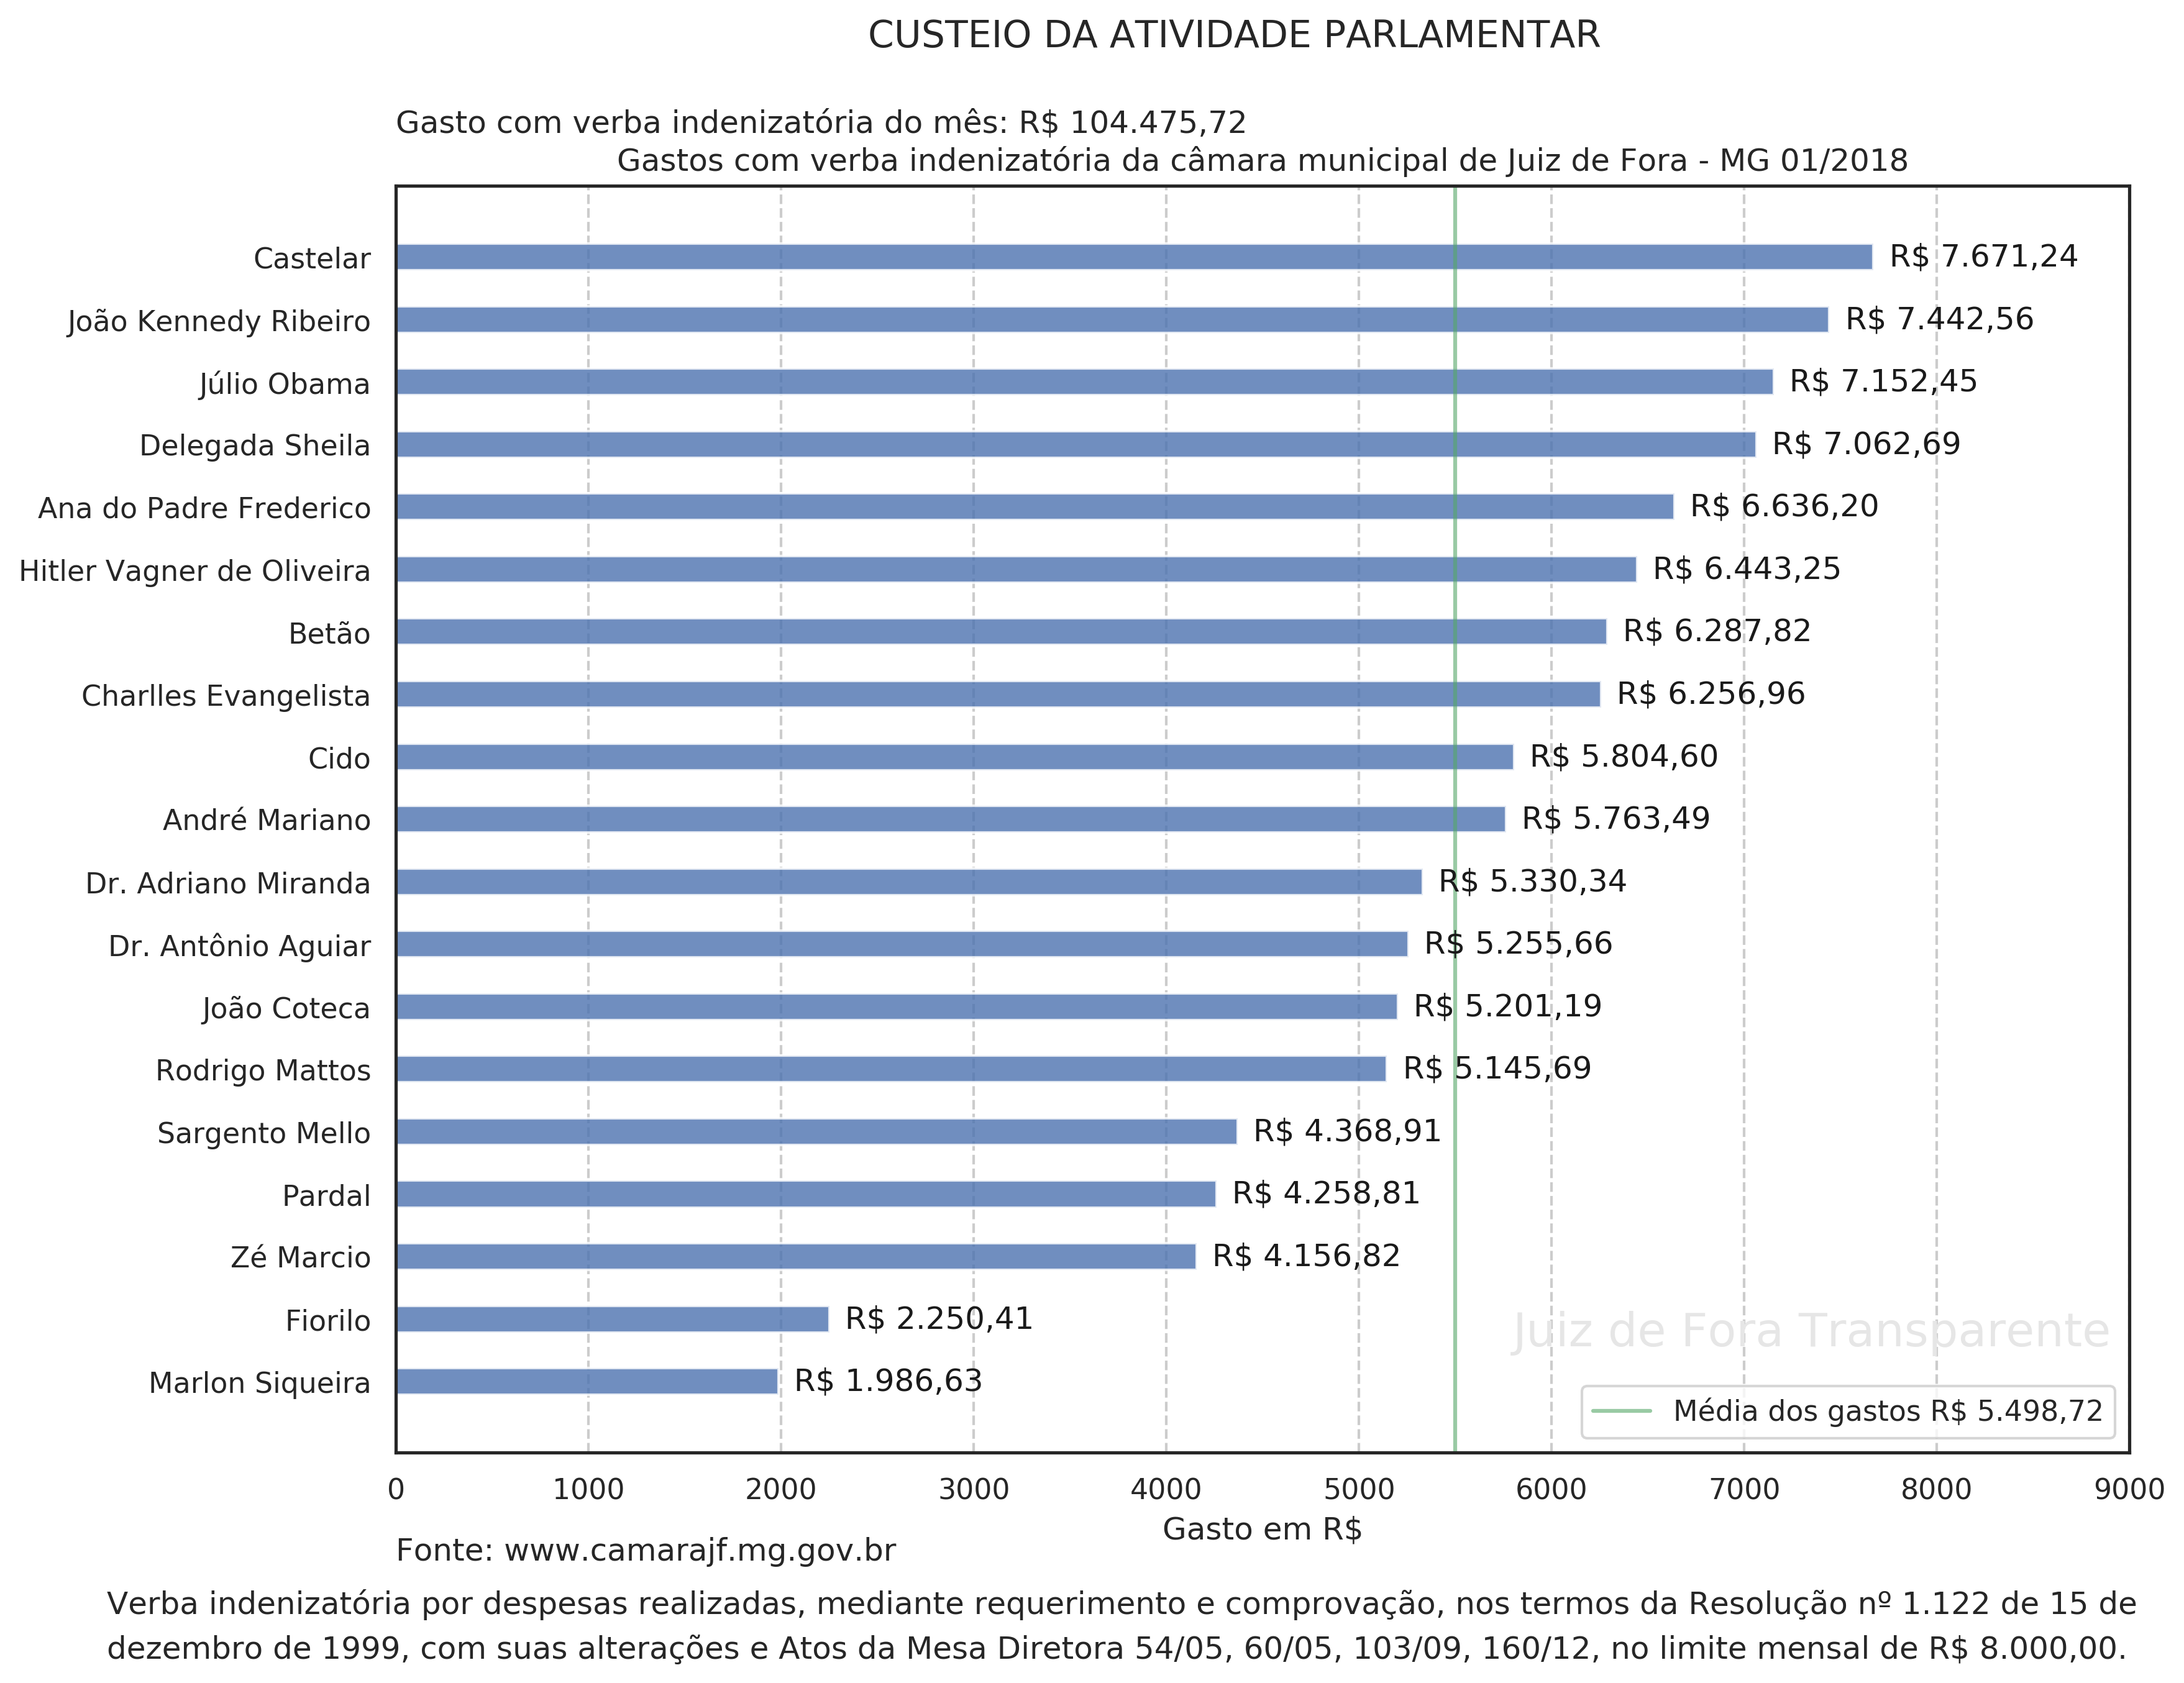 CUSTEIO DA ATIVIDADE PARLAMENTAR
Gasto com verba indenizatória do mês: R$ 104.475,72
Gastos com verba indenizatória da câmara municipal de Juiz de Fora - MG 01/2018
Castelar R$ 7.671,24
João Kennedy Ribeiro R$ 7.442,56
Júlio Obama R$ 7.152,45
Delegada Sheila R$ 7.062,69
Ana do Padre Frederico R$ 6.636,20
Hitler Vagner de Oliveira R$ 6.443,25
Betão R$ 6.287,82
Charlles Evangelista R$ 6.256,96
Cido R$ 5.804,60
André Mariano R$ 5.763,49
Dr. Adriano Miranda R$ 5.330,34
Dr. Antônio Aguiar R$ 5.255,66
João Coteca R$ 5.201,19
Rodrigo Mattos R$ 5.145,69
Sargento Mello R$ 4.368,91
Pardal R$ 4.258,81
Zé Marcio R$ 4.156,82
Fiorilo R$ 2.250,41
Juiz de Fora Transparente
Marlon Siqueira R$ 1.986,63
Média dos gastos R$ 5.498,72
0 1000 2000 3000 4000 5000 6000 7000 8000 9000
Gasto em R$
Fonte: www.camarajf.mg.gov.br
Verba indenizatória por despesas realizadas, mediante requerimento e comprovação, nos termos da Resolução nº 1.122 de 15 de
dezembro de 1999, com suas alterações e Atos da Mesa Diretora 54/05, 60/05, 103/09, 160/12, no limite mensal de R$ 8.000,00.